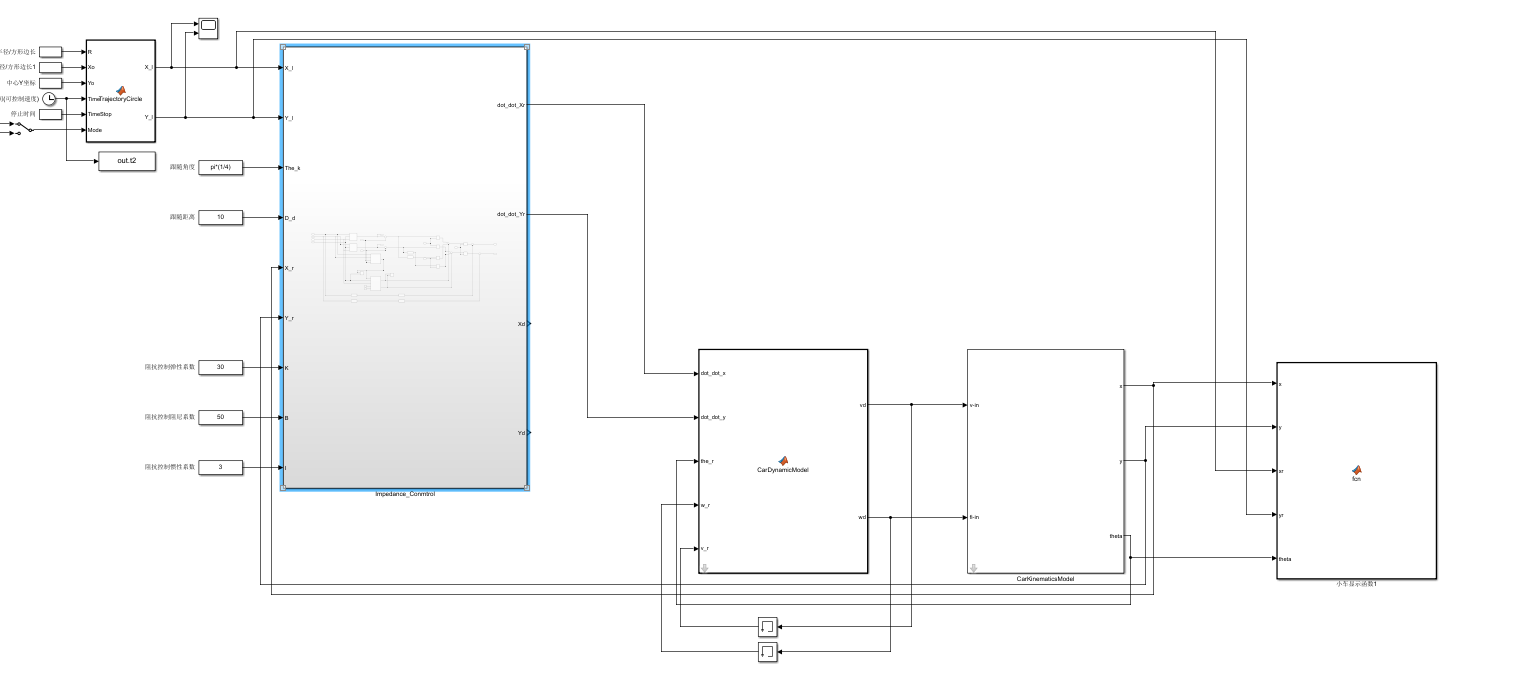 径/方形边长
R
径/方形边长1
Xo
中心Y坐标
Yo
(可控制速度)
Time
TrajectoryCircle
停止时间
TimeStop
Mode
X_l
Y_l
out.t2
X_l
Y_l
跟随角度
pi*(1/4)
The_k
跟随距离
10
D_d
X_r
Y_r
阻抗控制弹性系数
30
K
阻抗控制阻尼系数
50
B
阻抗控制惯性系数
3
I
dot_dot_Xr
dot_dot_Yr
Xd
Yd
Impedance_Conmtrol
dot_dot_x
dot_dot_y
the_r
w_r
v_r
CarDynamicModel
vd
wd
v-in
fi-in
x
y
theta
CarKinematicsModel
x
y
xr
yr
theta
fcn
小车显示函数1